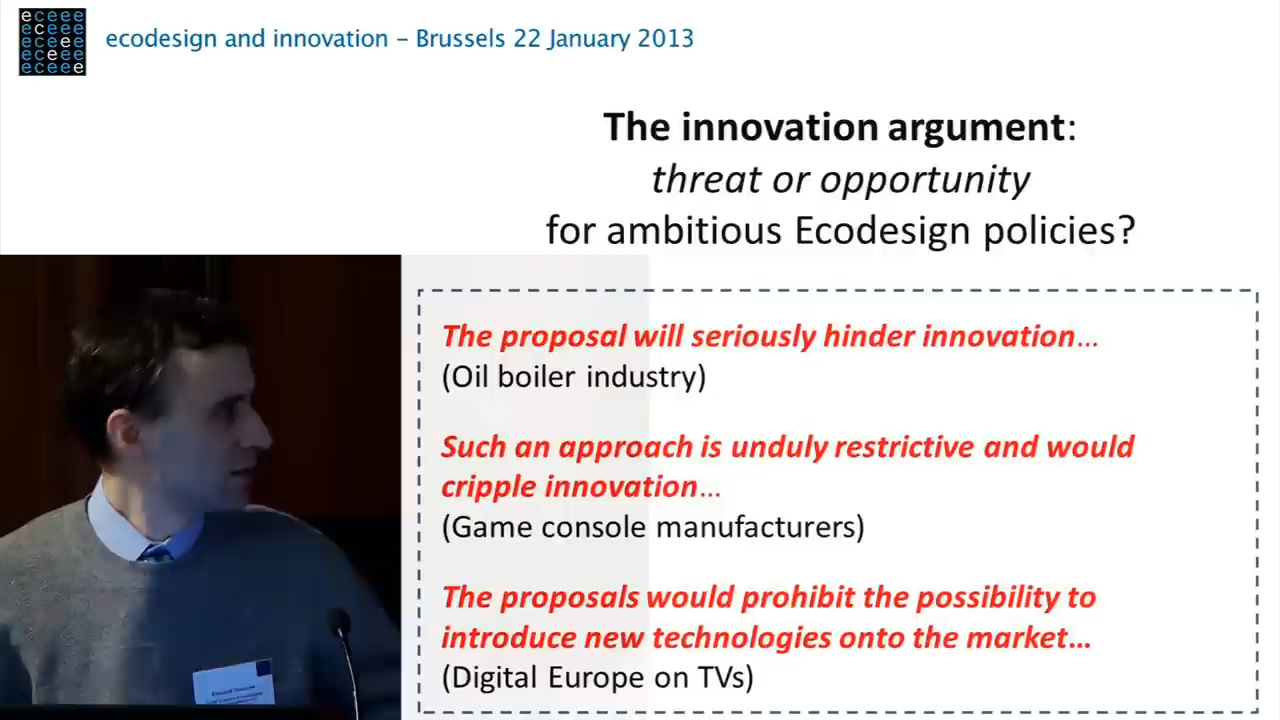 eceee
eceee
eceee
eceee
eceee
ecodesign and innovation – Brussels 22 January 2013
The innovation argument:
threat or opportunity
for ambitious Ecodesign policies?
The proposal will seriously hinder innovation...
(Oil boiler industry)
Such an approach is unduly restrictive and would
cripple innovation...
(Game console manufacturers)
The proposals would prohibit the possibility to
introduce new technologies onto the market...
(Digital Europe on TVs)